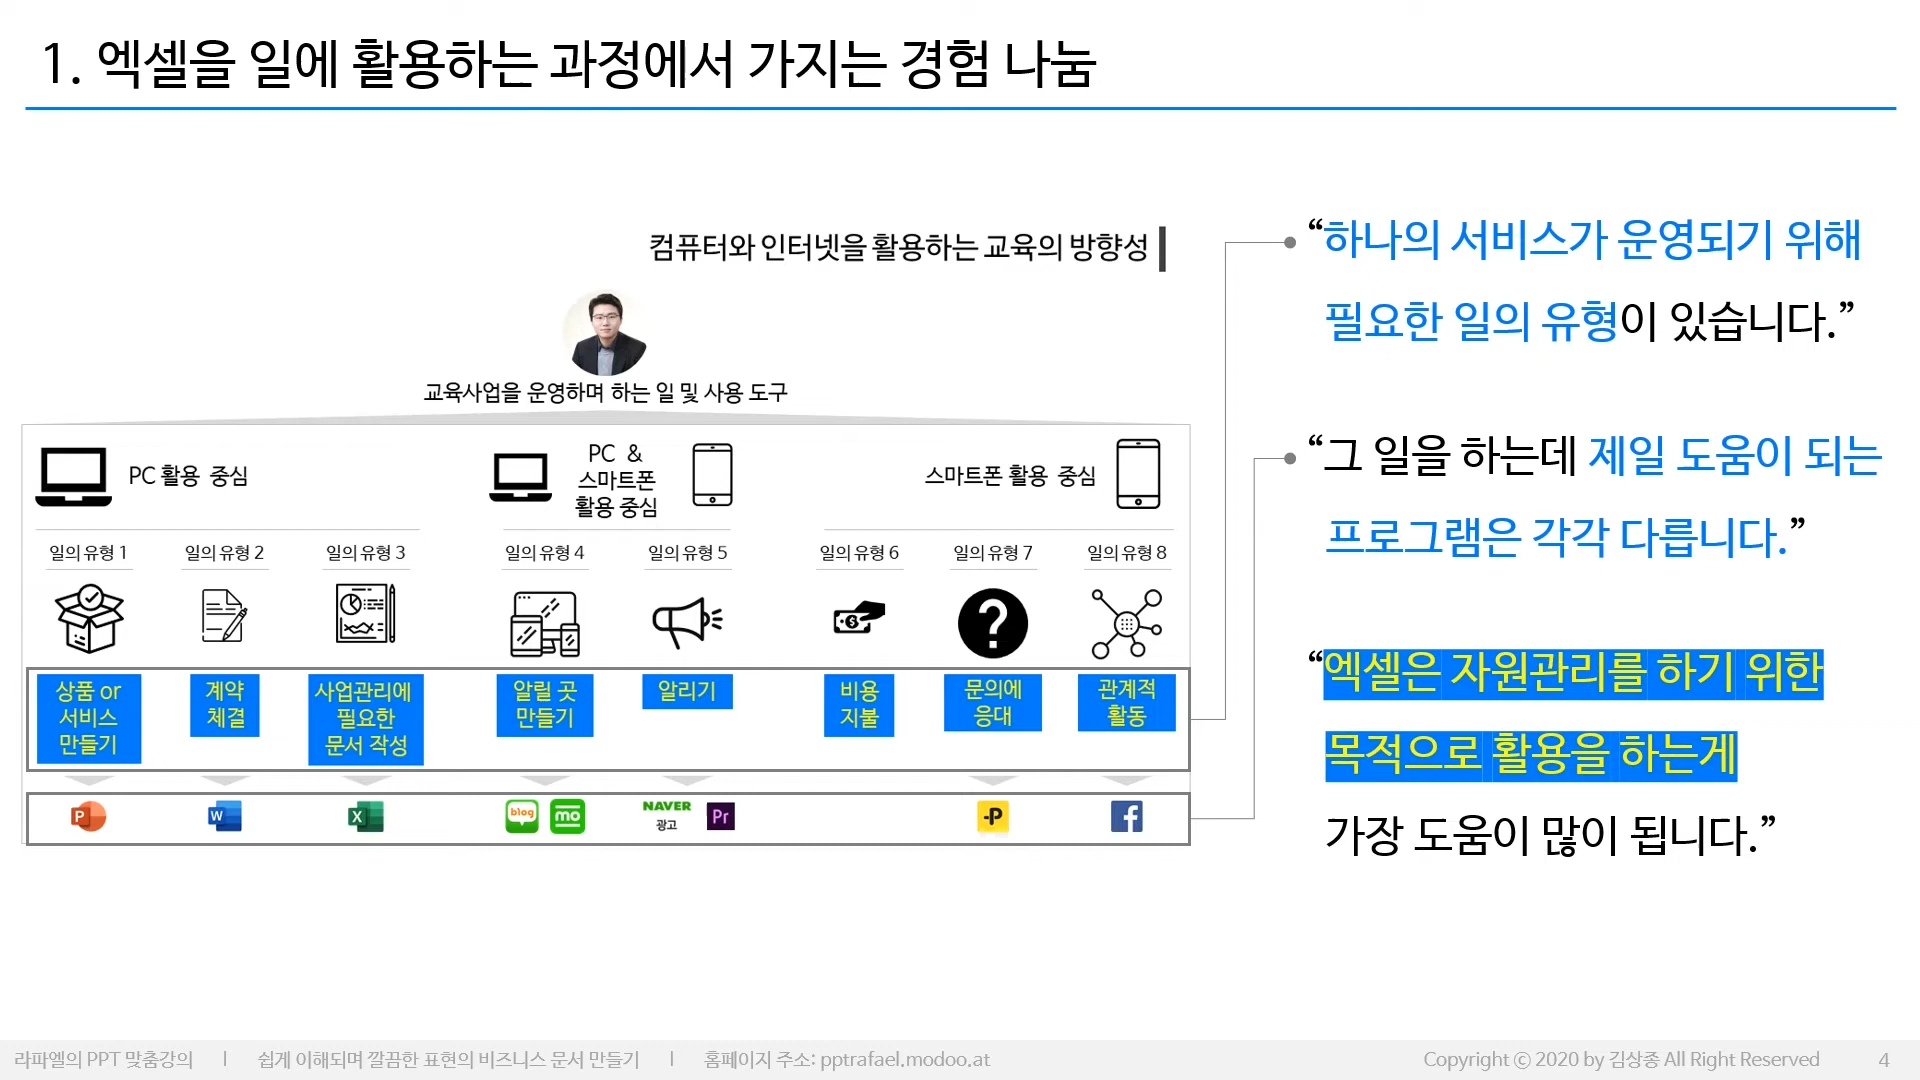 1. 엑셀을 일에 활용하는 과정에서 가지는 경험 나눔
컴퓨터와 인터넷을 활용하는 교육의 방향성
교육사업을 운영하며 하는 일 및 사용 도구
PC 활용 중심
PC &
스마트폰
활용 중심
스마트폰 활용 중심
일의 유형 1
일의 유형 2
일의 유형 3
일의 유형 4
일의 유형 5
일의 유형 6
일의 유형 7
일의 유형 8
상품 or
서비스
만들기
계약
체결
사업관리에
필요한
문서 작성
알릴 곳
만들기
알리기
비용
지불
문의에
응대
관계적
활동
P
W
X
blog
mo
NAVER
광고
Pr
P
f
“하나의 서비스가 운영되기 위해
필요한 일의 유형이 있습니다.”
“그 일을 하는데 제일 도움이 되는
프로그램은 각각 다릅니다.”
“엑셀은 자원관리를 하기 위한
목적으로 활용을 하는게
가장 도움이 많이 됩니다.”
라파엘의 PPT 맞춤강의 l 쉽게 이해되며 깔끔한 표현의 비즈니스 문서 만들기 l 홈페이지 주소: pptrafael.modoo.at
Copyright ⓒ 2020 by 김상종 All Right Reserved 4